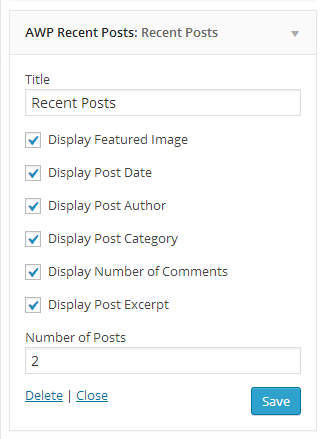 AWP Recent Posts: Recent Posts
Title
Recent Posts
Display Featured Image
Display Post Date
Display Post Author
Display Post Category
Display Number of Comments
Display Post Excerpt
Number of Posts
2
Delete | Close
Save